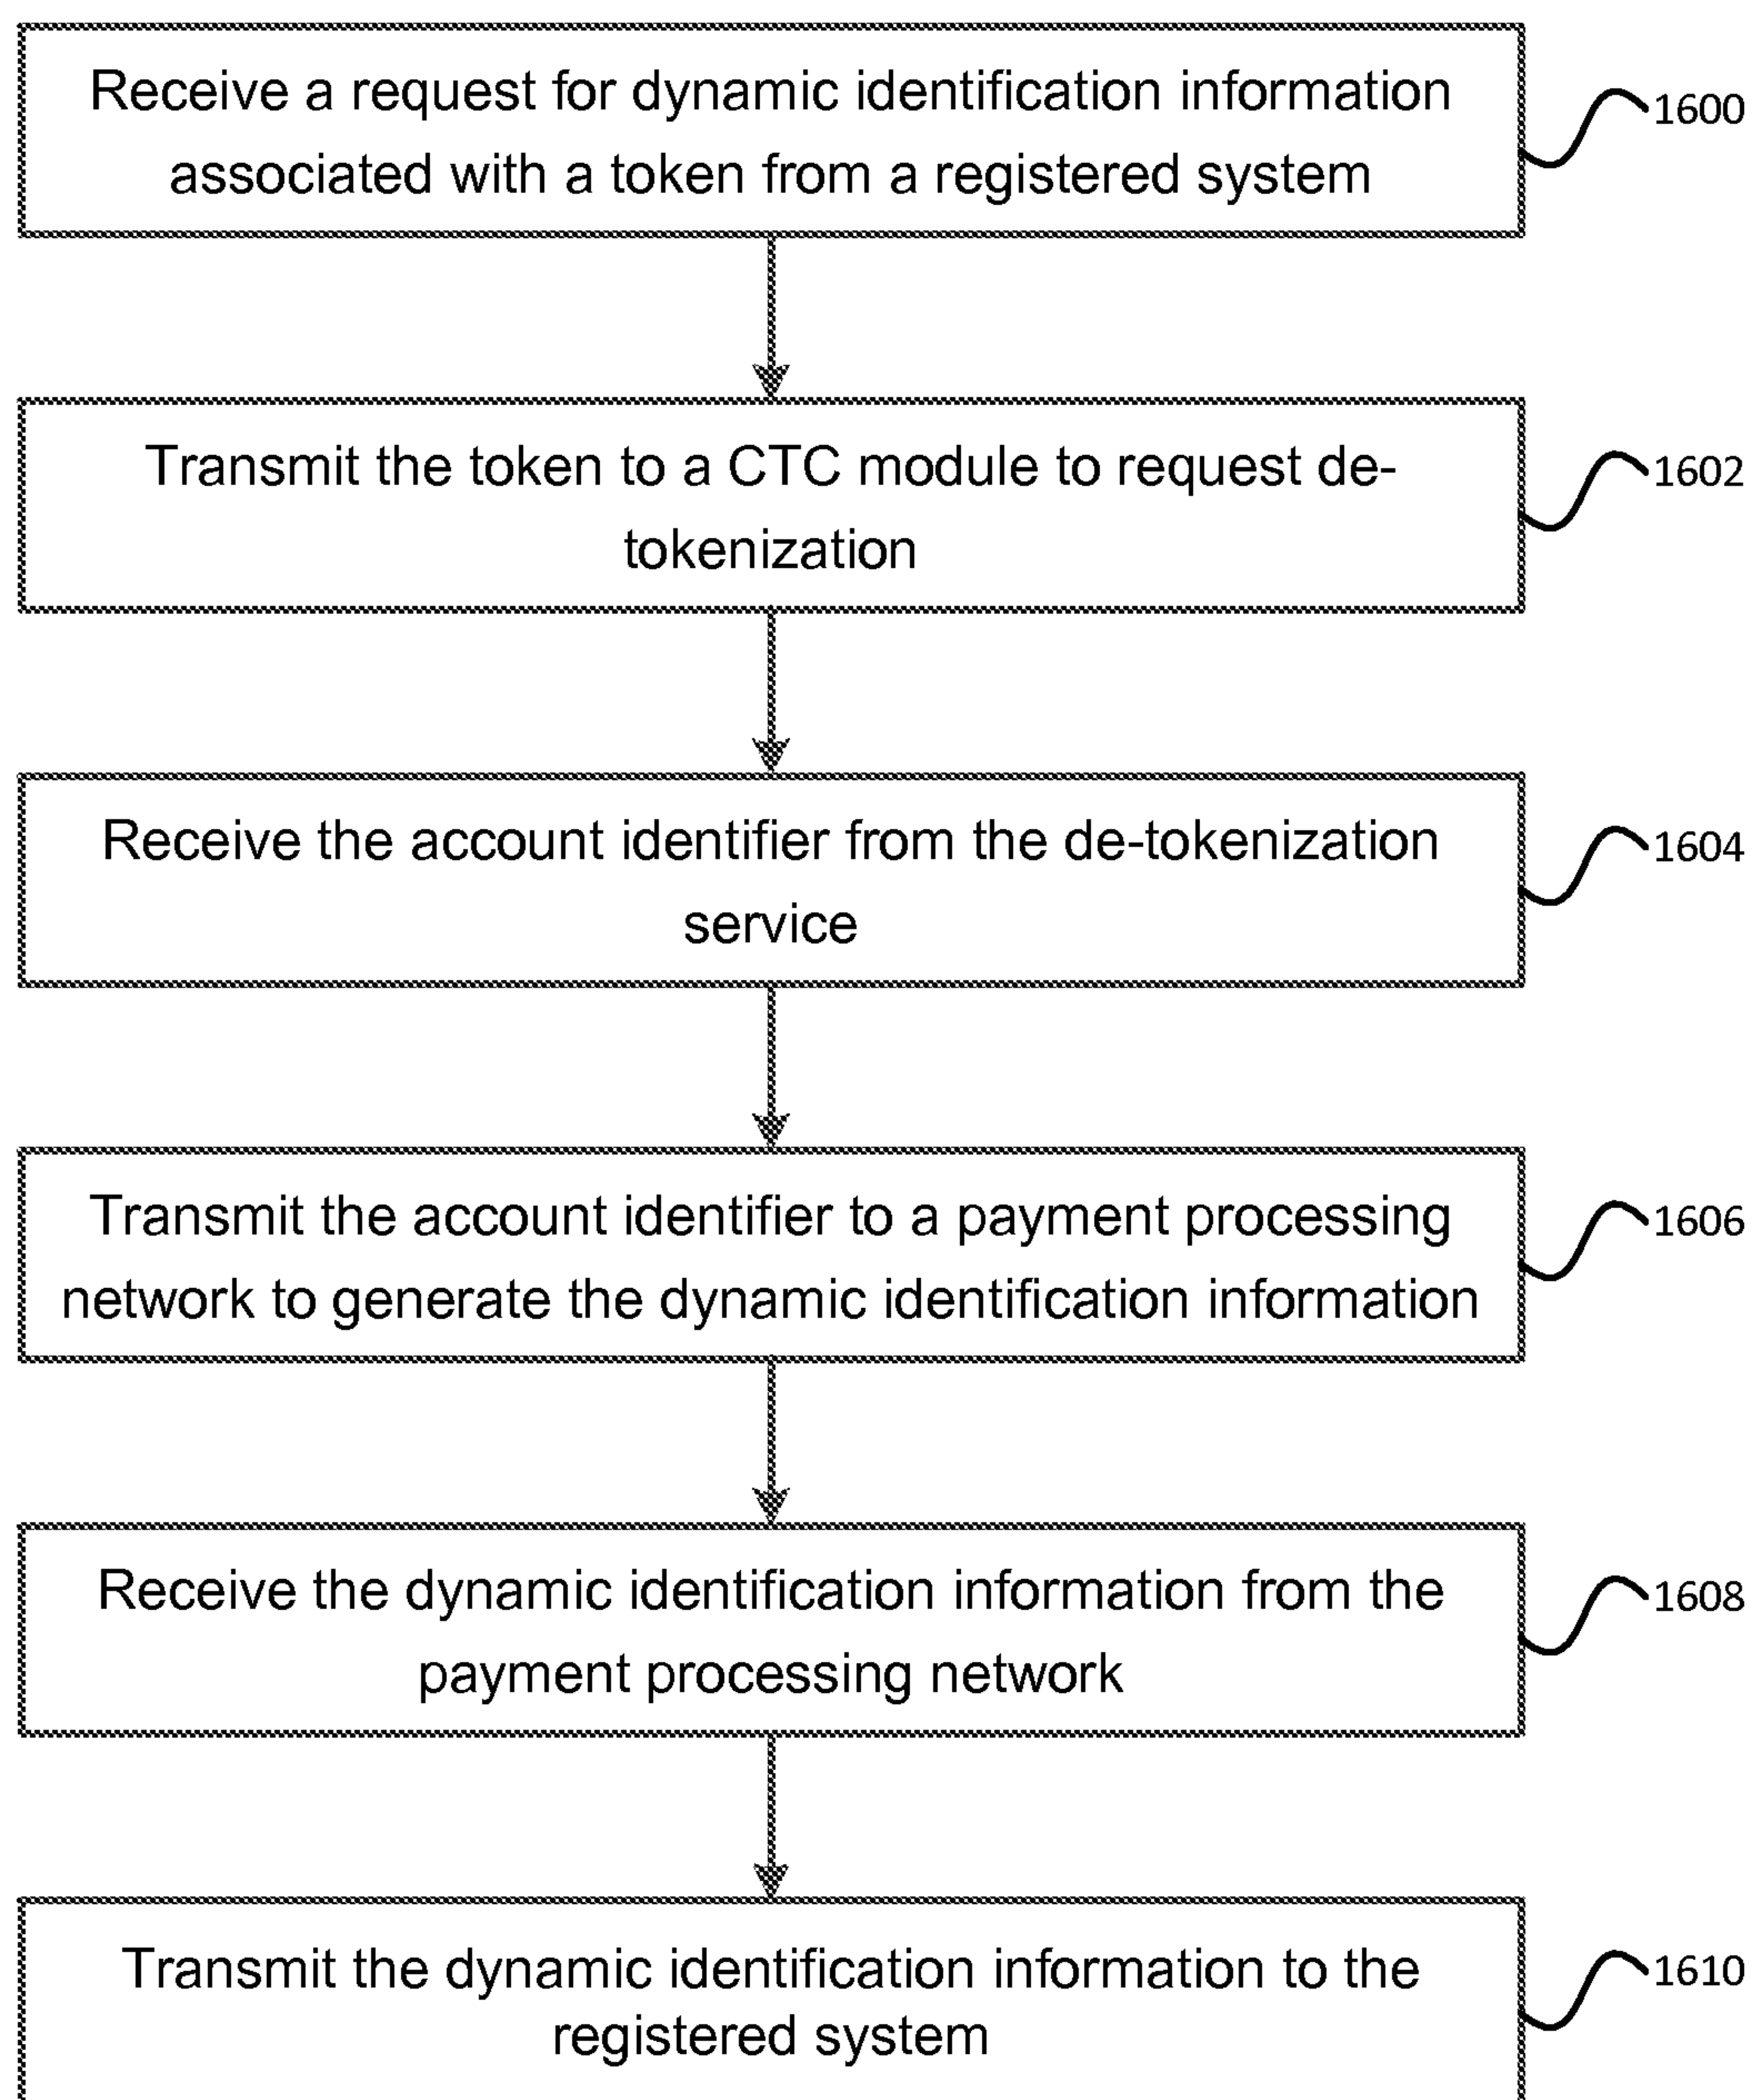 Receive a request for dynamic identification information
associated with a token from a registered system
1600
Transmit the token to a CTC module to request de-
tokenization
1602
Receive the account identifier from the de-tokenization
service
1604
Transmit the account identifier to a payment processing
network to generate the dynamic identification information
1606
Receive the dynamic identification information from the
payment processing network
1608
Transmit the dynamic identification information to the
registered system
1610